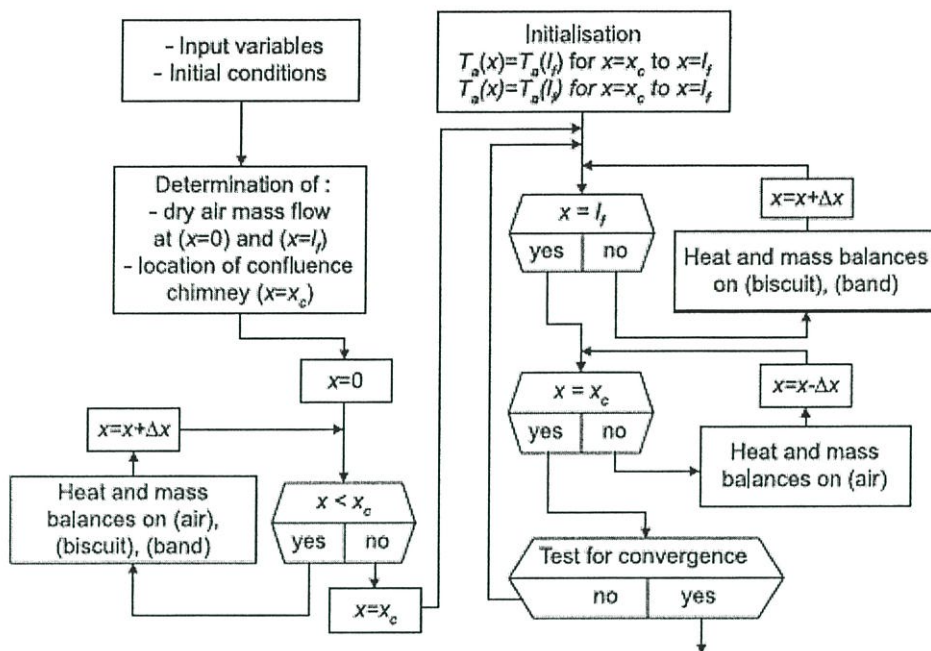 – Input variables
– Initial conditions
Determination of :
- dry air mass flow
at (x=0) and (x=l_f)
– location of confluence
chimney (x=x_c)
x=0
x=x+Δx
Heat and mass
balances on (air),
(biscuit), (band)
x < x_c
yes no
x=x_c
Initialisation
T_a(x)=T_a(l_f) for x=x_c to x=l_f
T_a(x)=T_a(l_f) for x=x_c to x=l_f
x = l_f
yes no
x=x+Δx
Heat and mass balances
on (biscuit), (band)
x = x_c
yes no
x=x-Δx
Heat and mass
balances on (air)
Test for convergence
no yes